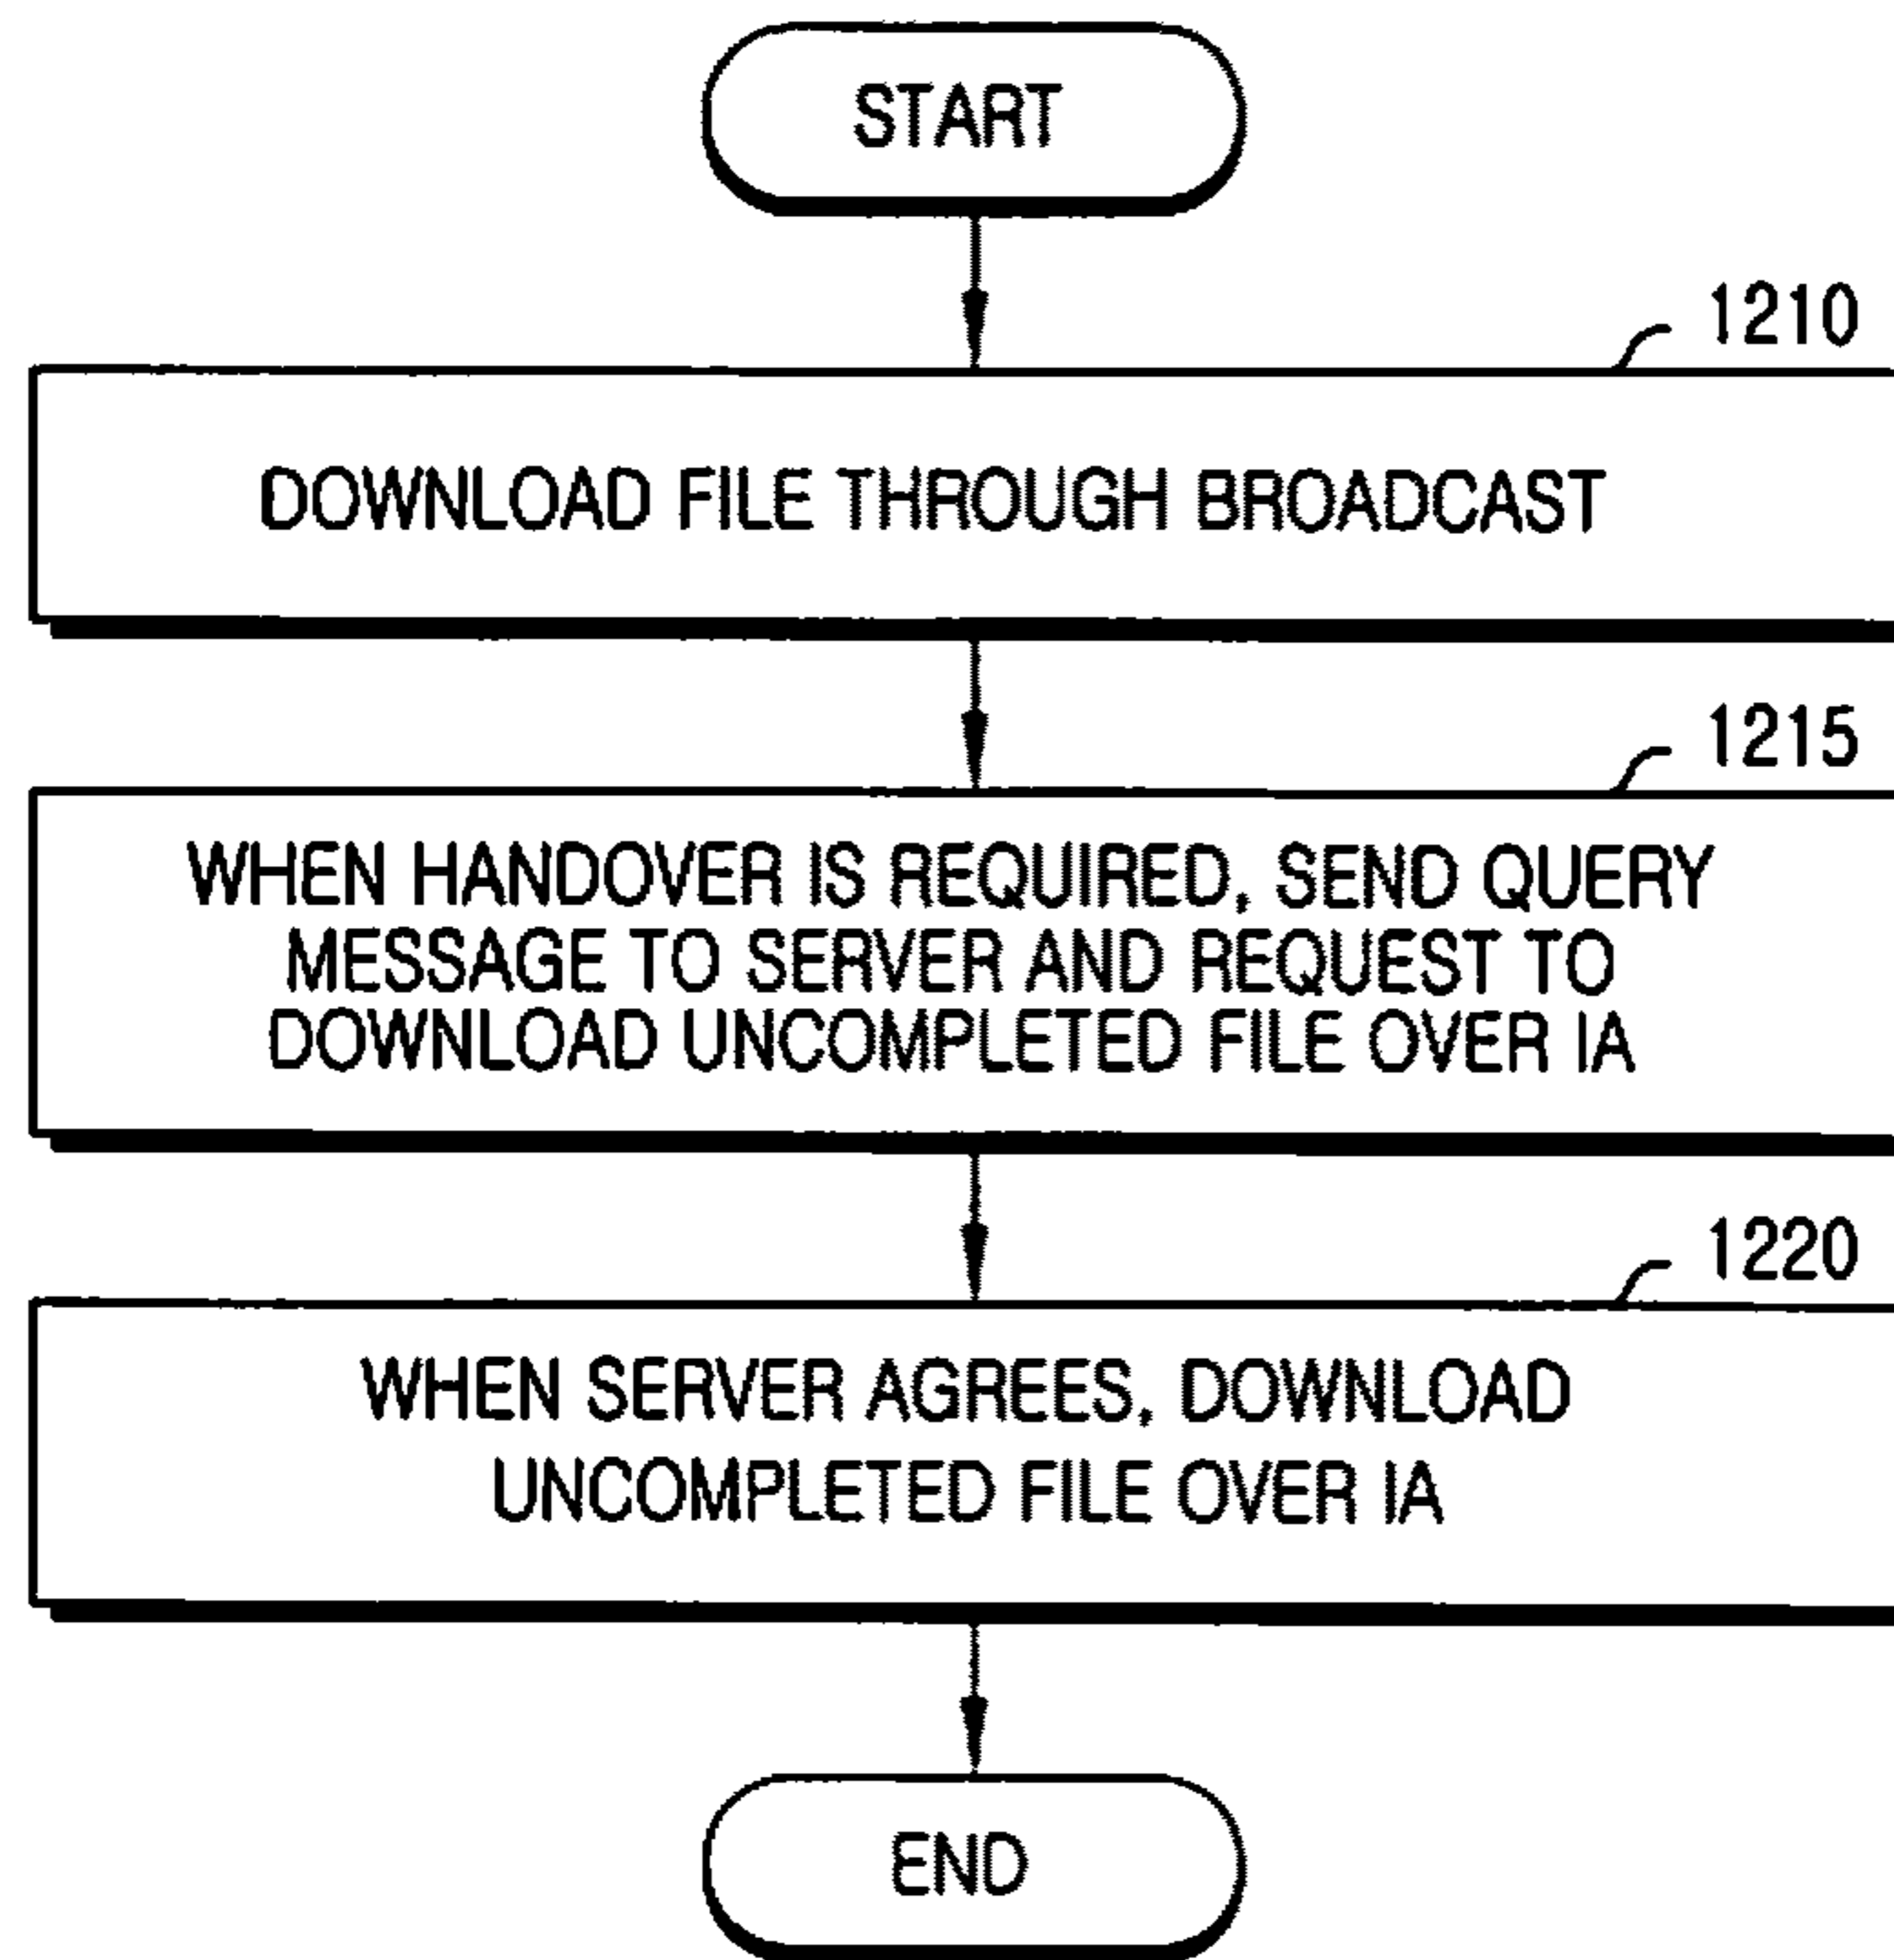 START
1210
DOWNLOAD FILE THROUGH BROADCAST
1215
WHEN HANDOVER IS REQUIRED, SEND QUERY
MESSAGE TO SERVER AND REQUEST TO
DOWNLOAD UNCOMPLETED FILE OVER IA
1220
WHEN SERVER AGREES, DOWNLOAD
UNCOMPLETED FILE OVER IA
END